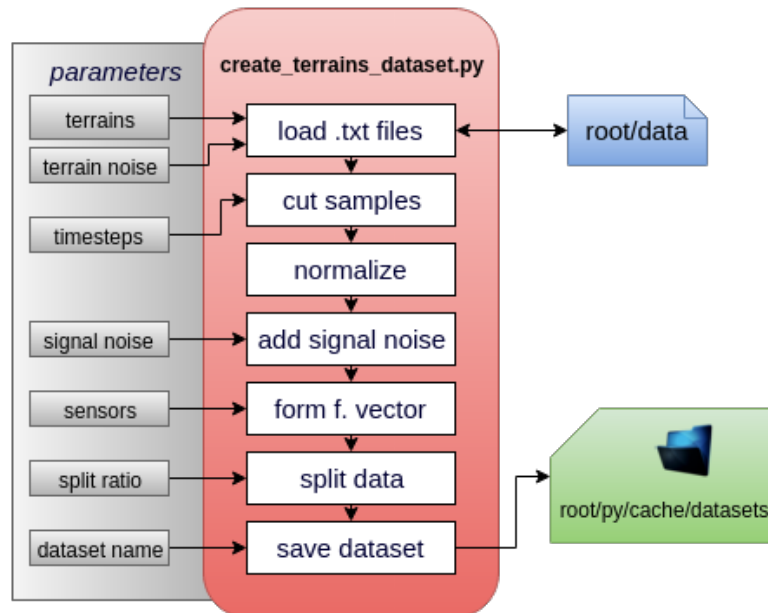 parameters
create_terrains_dataset.py
terrains
load .txt files
root/data
terrain noise
cut samples
timesteps
normalize
signal noise
add signal noise
sensors
form f. vector
split ratio
split data
root/py/cache/datasets
dataset name
save dataset